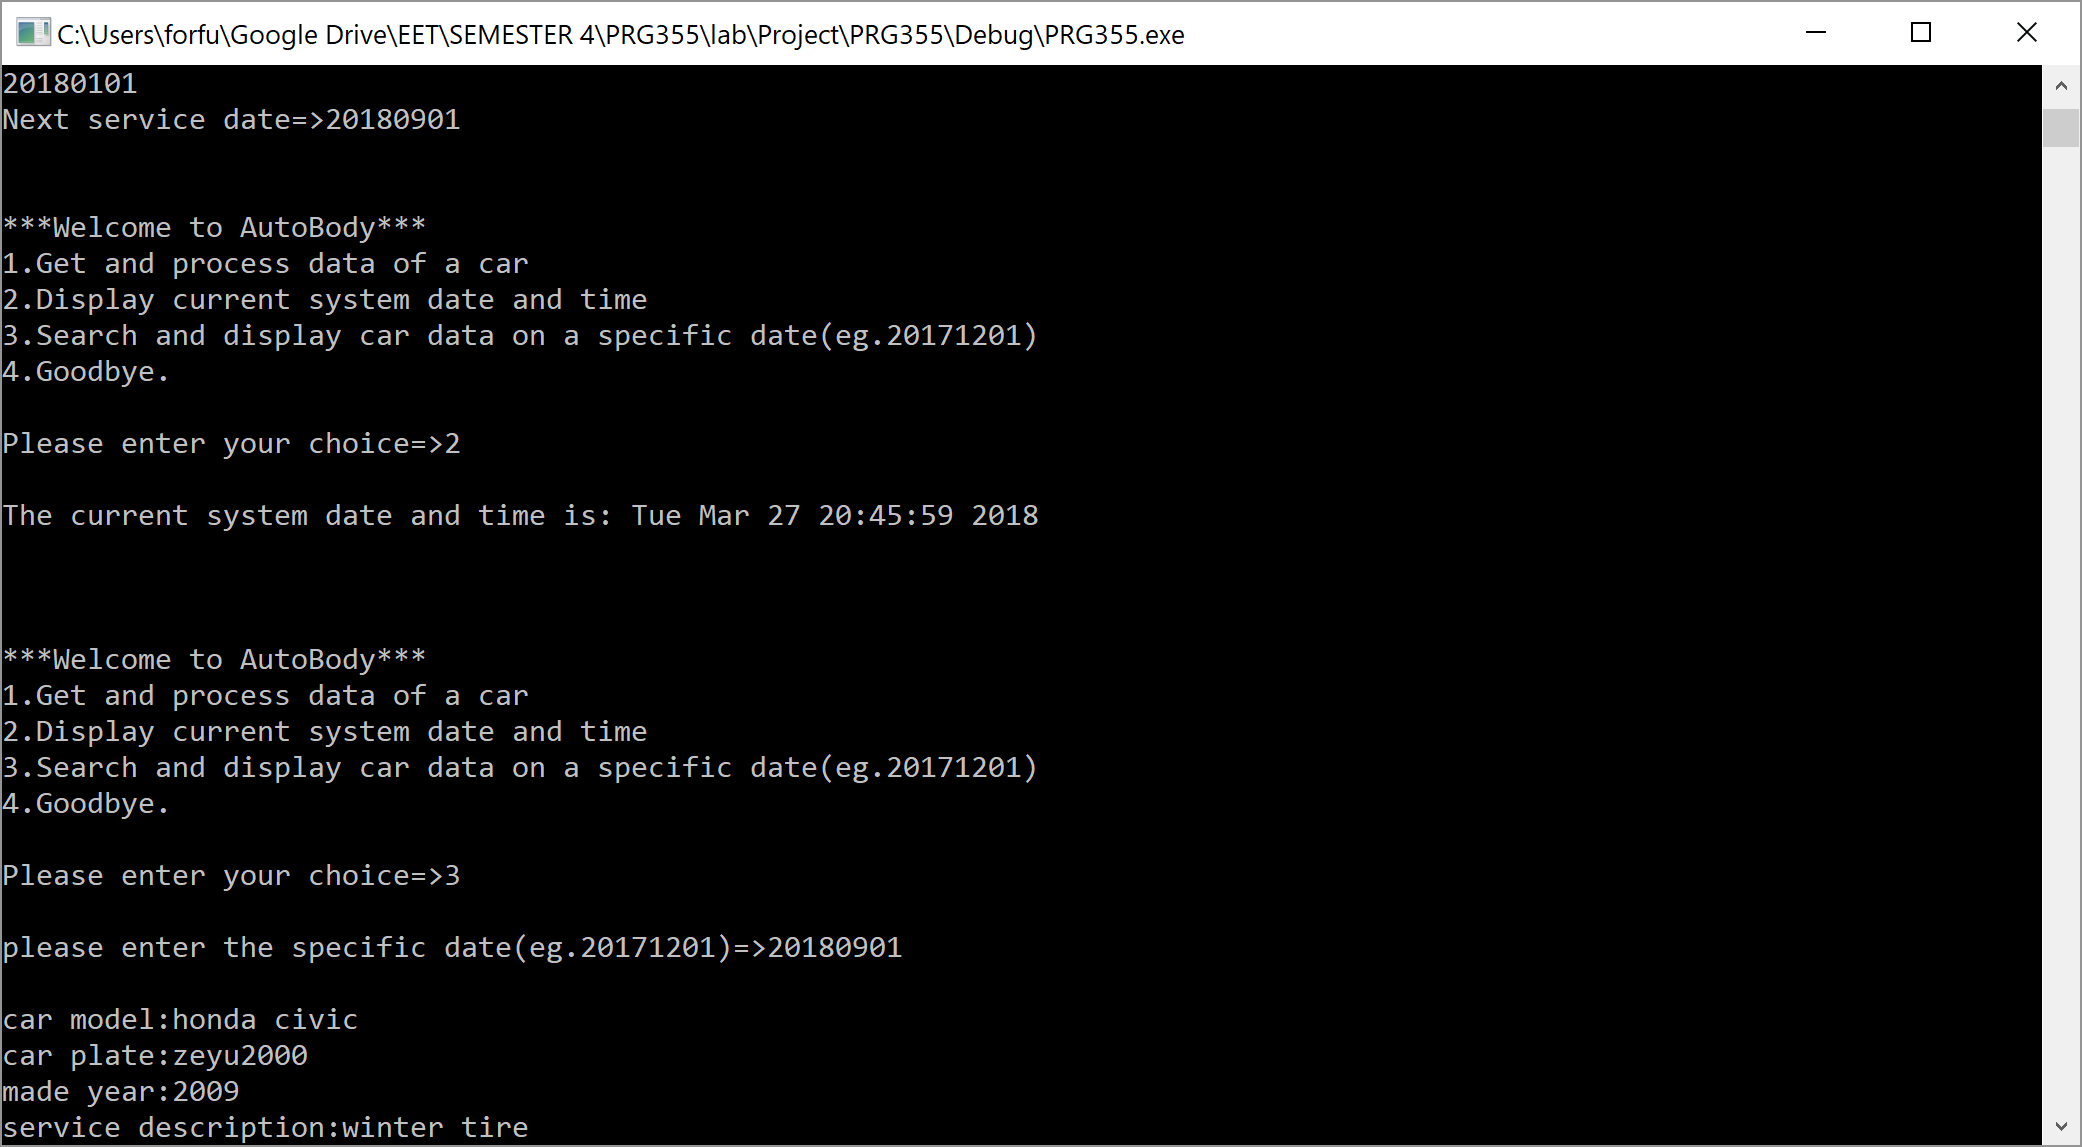 C:\Users\forfu\Google Drive\EET\SEMESTER 4\PRG355\lab\Project\PRG355\Debug\PRG355.exe
20180101
Next service date=>20180901
***Welcome to AutoBody***
1.Get and process data of a car
2.Display current system date and time
3.Search and display car data on a specific date(eg.20171201)
4.Goodbye.
Please enter your choice=>2
The current system date and time is: Tue Mar 27 20:45:59 2018
***Welcome to AutoBody***
1.Get and process data of a car
2.Display current system date and time
3.Search and display car data on a specific date(eg.20171201)
4.Goodbye.
Please enter your choice=>3
please enter the specific date(eg.20171201)=>20180901
car model:honda civic
car plate:zeyu2000
made year:2009
service description:winter tire